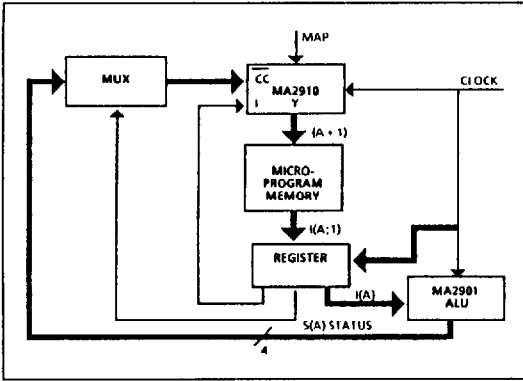 MAP
MUX
CC
I
MA2910
Y
CLOCK
(A + 1)
MICRO-
PROGRAM
MEMORY
I(A;1)
REGISTER
I(A)
MA2901
ALU
S(A) STATUS
4